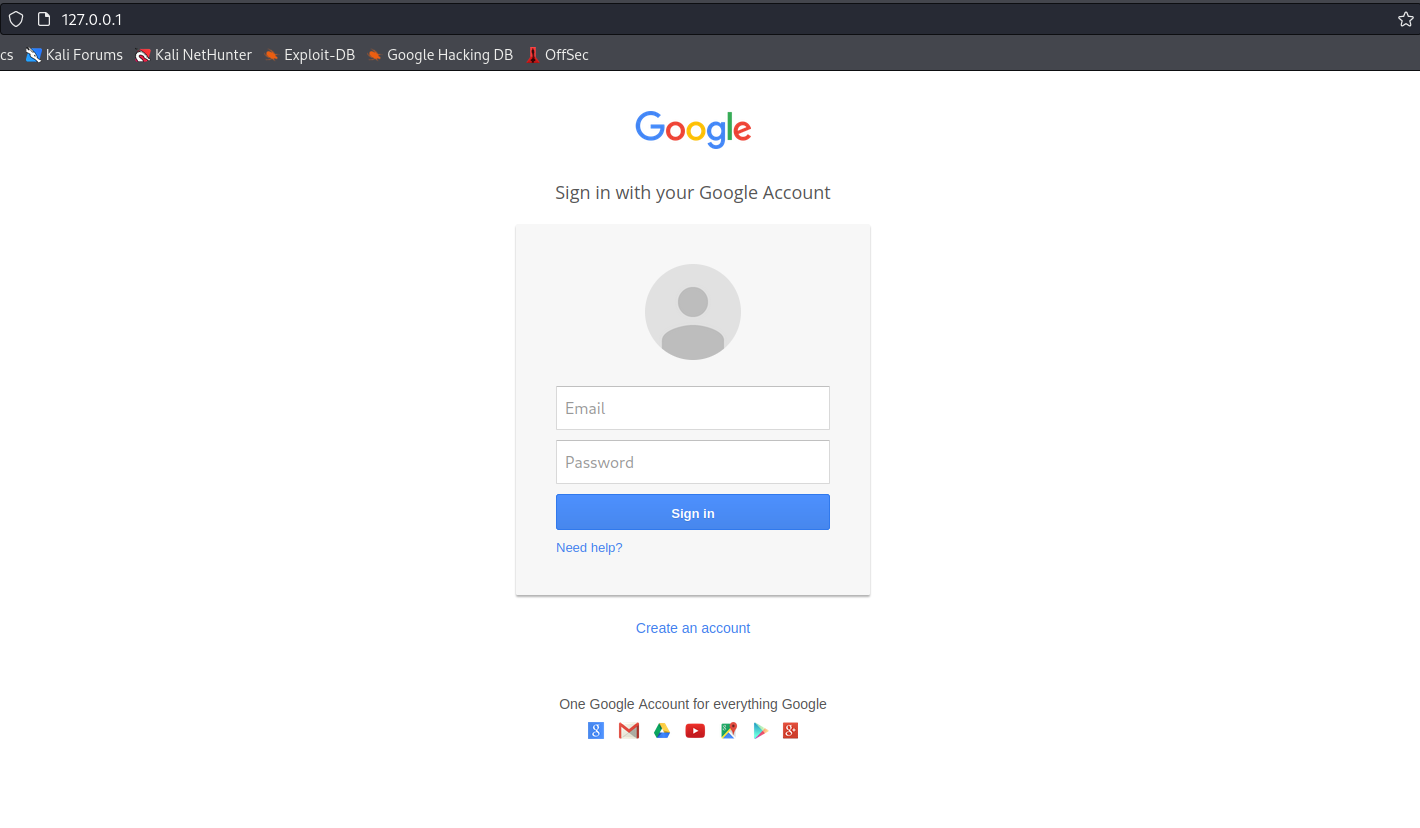 127.0.0.1
cs Kali Forums Kali NetHunter Exploit-DB Google Hacking DB OffSec
Google
Sign in with your Google Account
Email
Password
Sign in
Need help?
Create an account
One Google Account for everything Google